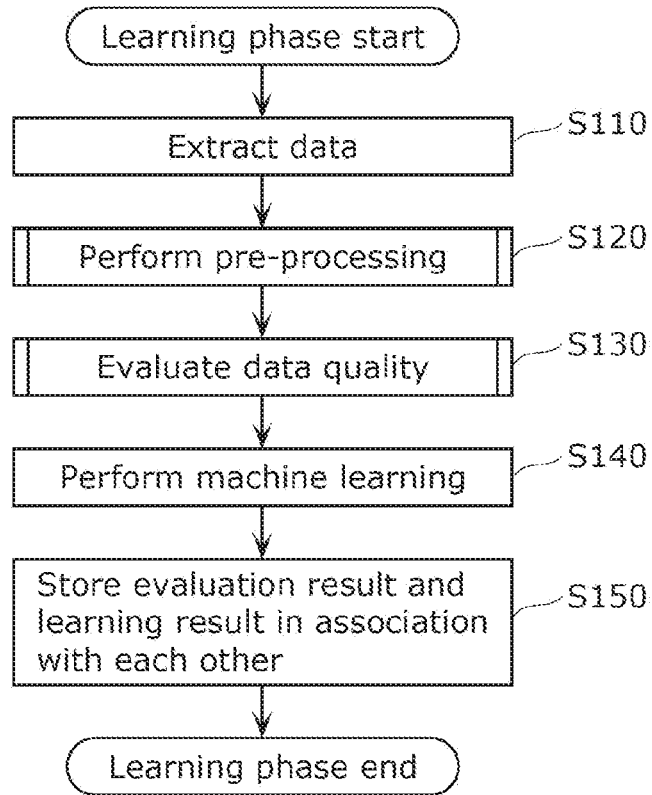 Learning phase start
Extract data
S110
Perform pre-processing
S120
Evaluate data quality
S130
Perform machine learning
S140
Store evaluation result and
learning result in association
with each other
S150
Learning phase end